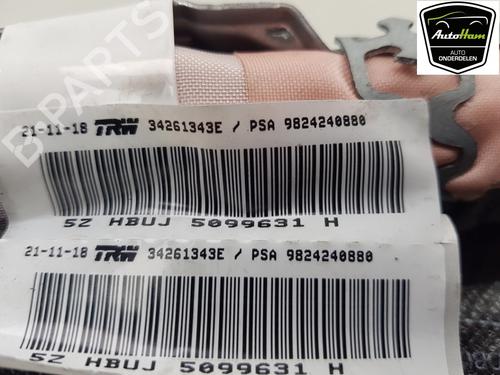 AutoHam
AUTO
ONDERDELEN
B-PARTS
21-11-18 TRW 34261343E / PSA 9824240880
5Z HBUJ 5099631 H
21-11-18 TRW 34261343E / PSA 9824240880
5Z HBUJ 5099631 H